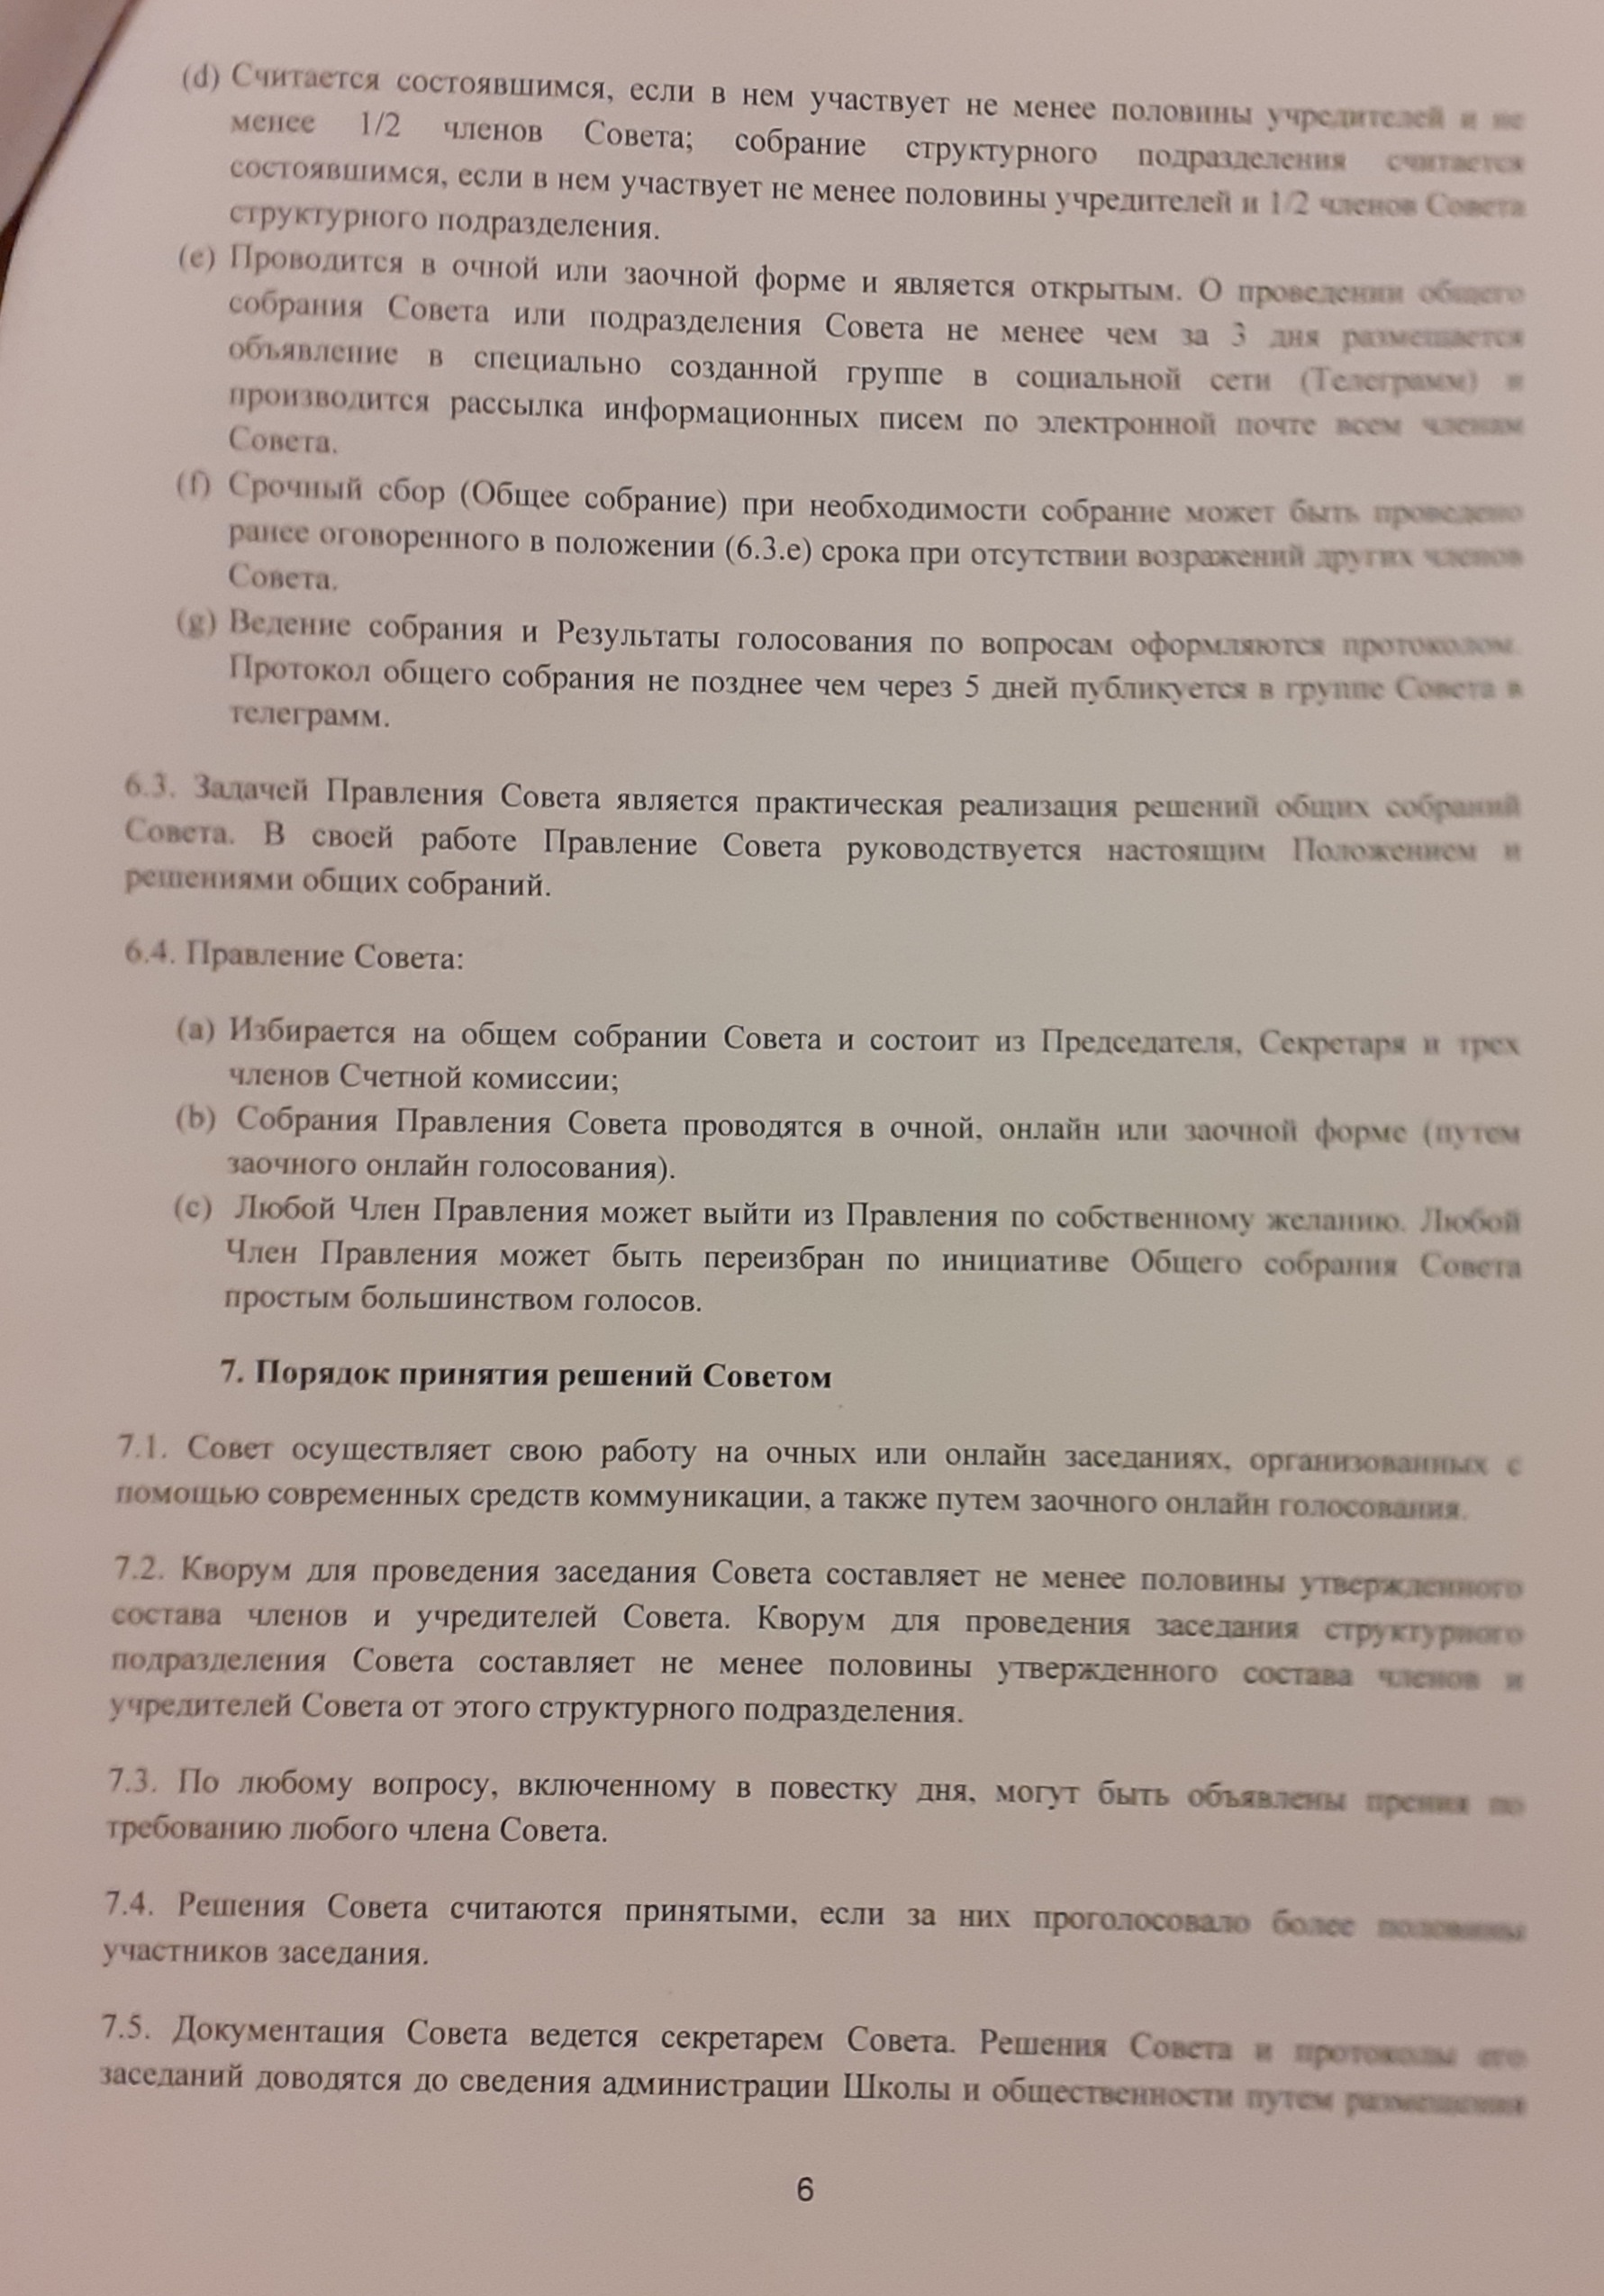 (d) Считается состоявшимся, если в нем участвует не менее половины учредителей и не
менее 1/2 членов Совета; собрание структурного подразделения считается
состоявшимся, если в нем участвует не менее половины учредителей и 1/2 членов Совета
структурного подразделения.
(e) Проводится в очной или заочной форме и является открытым. О проведении общего
собрания Совета или подразделения Совета не менее чем за 3 дня размещается
объявление в специально созданной группе в социальной сети (Телеграмм) и
производится рассылка информационных писем по электронной почте всем членам
Совета.
(f) Срочный сбор (Общее собрание) при необходимости собрание может быть проведено
ранее оговоренного в положении (6.3.е) срока при отсутствии возражений других членов
Совета.
(g) Ведение собрания и Результаты голосования по вопросам оформляются протоколом.
Протокол общего собрания не позднее чем через 5 дней публикуется в группе Совета в
телеграмм.
6.3. Задачей Правления Совета является практическая реализация решений общих собраний
Совета. В своей работе Правление Совета руководствуется настоящим Положением и
решениями общих собраний.
6.4. Правление Совета:
(a) Избирается на общем собрании Совета и состоит из Председателя, Секретаря и трех
членов Счетной комиссии;
(b) Собрания Правления Совета проводятся в очной, онлайн или заочной форме (путем
заочного онлайн голосования).
(c) Любой Член Правления может выйти из Правления по собственному желанию. Любой
Член Правления может быть переизбран по инициативе Общего собрания Совета
простым большинством голосов.
7. Порядок принятия решений Советом
7.1. Совет осуществляет свою работу на очных или онлайн заседаниях, организованных с
помощью современных средств коммуникации, а также путем заочного онлайн голосования.
7.2. Кворум для проведения заседания Совета составляет не менее половины утвержденного
состава членов и учредителей Совета. Кворум для проведения заседания структурного
подразделения Совета составляет не менее половины утвержденного состава членов и
учредителей Совета от этого структурного подразделения.
7.3. По любому вопросу, включенному в повестку дня, могут быть объявлены прения по
требованию любого члена Совета.
7.4. Решения Совета считаются принятыми, если за них проголосовало более половины
участников заседания.
7.5. Документация Совета ведется секретарем Совета. Решения Совета и протоколы его
заседаний доводятся до сведения администрации Школы и общественности путем размещения
6